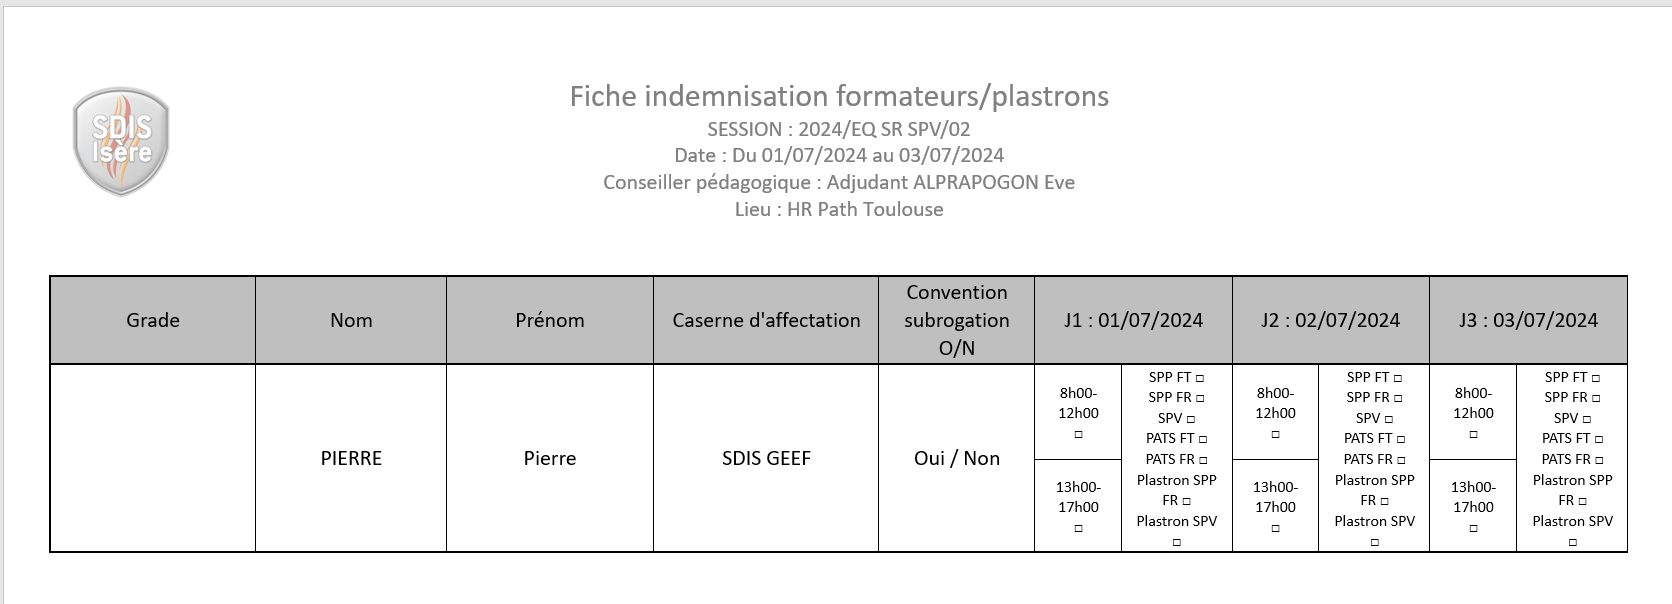 SDIS
Isère
Fiche indemnisation formateurs/plastrons
SESSION : 2024/EQ SR SPV/02
Date : Du 01/07/2024 au 03/07/2024
Conseiller pédagogique : Adjudant ALPRAPOGON Eve
Lieu : HR Path Toulouse
Grade
Nom
Prénom
Caserne d'affectation
Convention
subrogation
O/N
J1 : 01/07/2024
J2 : 02/07/2024
J3 : 03/07/2024
PIERRE
Pierre
SDIS GEEF
Oui / Non
8h00-
12h00
□
13h00-
17h00
□
SPP FT □
SPP FR □
SPV □
PATS FT □
PATS FR □
Plastron SPP
FR □
Plastron SPV
□
8h00-
12h00
□
13h00-
17h00
□
SPP FT □
SPP FR □
SPV □
PATS FT □
PATS FR □
Plastron SPP
FR □
Plastron SPV
□
8h00-
12h00
□
13h00-
17h00
□
SPP FT □
SPP FR □
SPV □
PATS FT □
PATS FR □
Plastron SPP
FR □
Plastron SPV
□